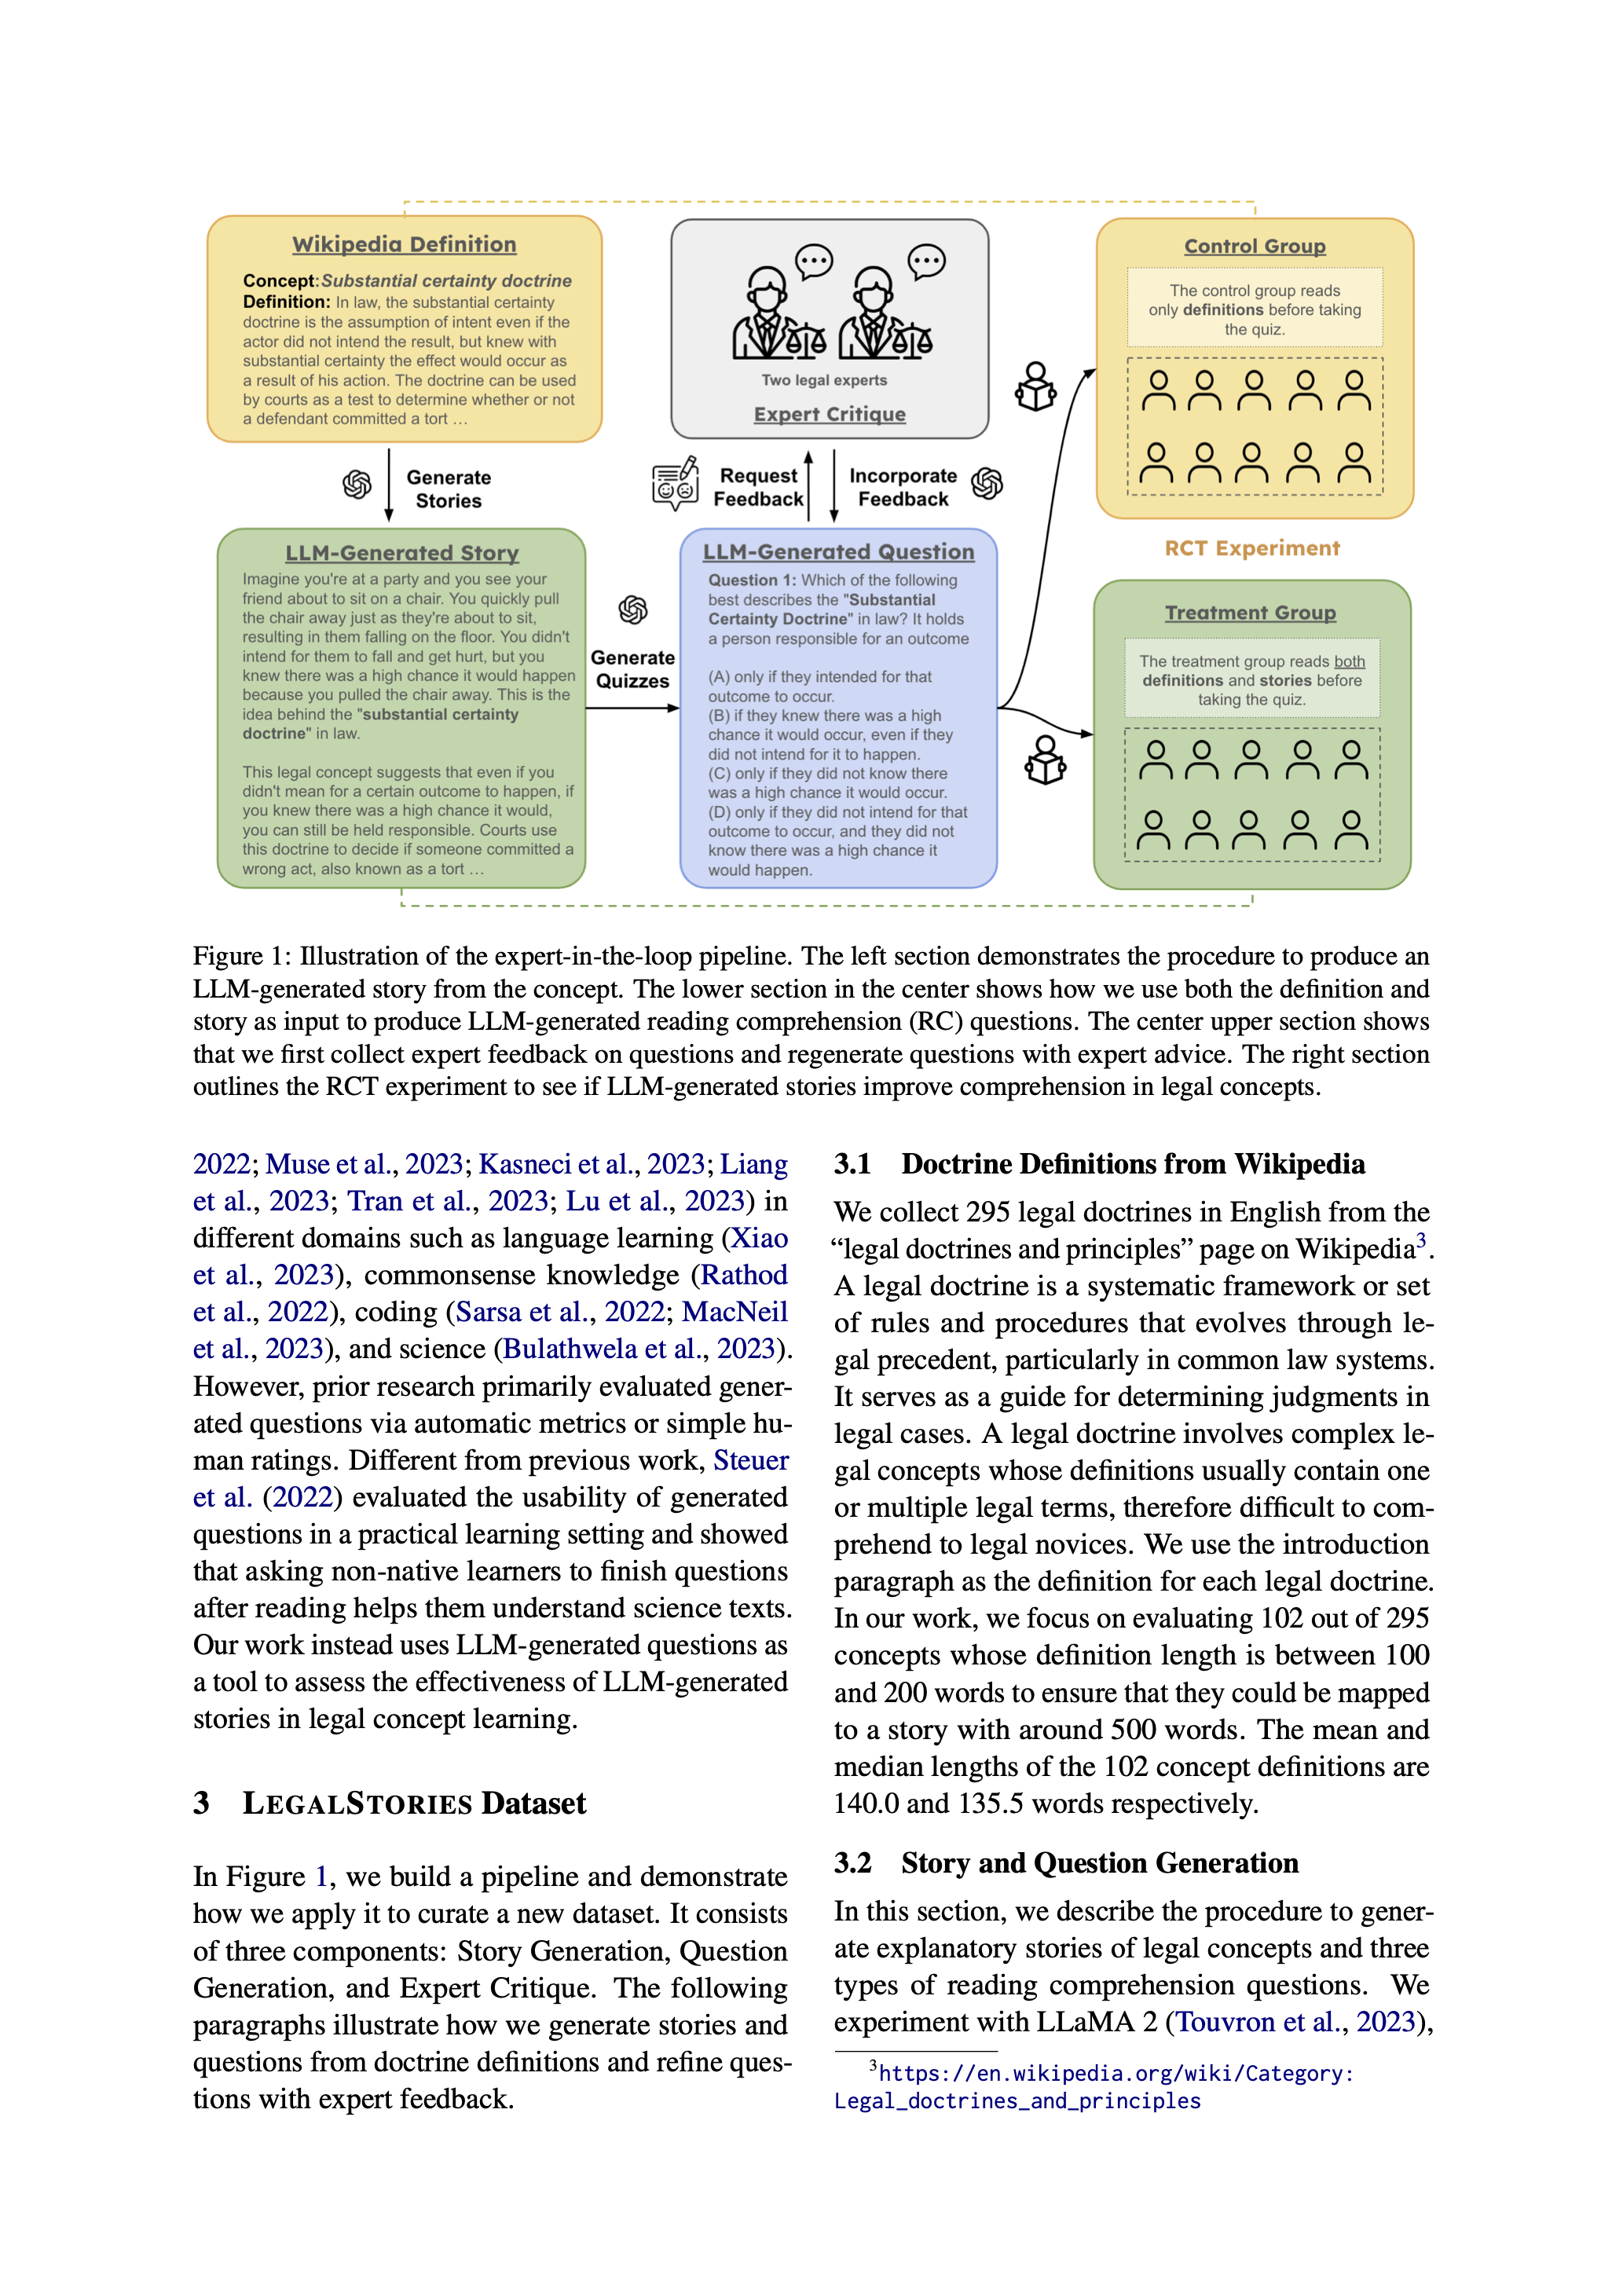 Wikipedia Definition
Concept:Substantial certainty doctrine
Definition: In law, the substantial certainty
doctrine is the assumption of intent even if the
actor did not intend the result, but knew with
substantial certainty the effect would occur as
a result of his action. The doctrine can be used
by courts as a test to determine whether or not
a defendant committed a tort …
Generate
Stories
LLM-Generated Story
Imagine you're at a party and you see your
friend about to sit on a chair. You quickly pull
the chair away just as they're about to sit,
resulting in them falling on the floor. You didn't
intend for them to fall and get hurt, but you
knew there was a high chance it would happen
because you pulled the chair away. This is the
idea behind the "substantial certainty
doctrine" in law.
This legal concept suggests that even if you
didn't mean for a certain outcome to happen, if
you knew there was a high chance it would,
you can still be held responsible. Courts use
this doctrine to decide if someone committed a
wrong act, also known as a tort …
Generate
Quizzes
Two legal experts
Expert Critique
Request
Feedback
Incorporate
Feedback
LLM-Generated Question
Question 1: Which of the following
best describes the "Substantial
Certainty Doctrine" in law? It holds
a person responsible for an outcome
(A) only if they intended for that
outcome to occur.
(B) if they knew there was a high
chance it would occur, even if they
did not intend for it to happen.
(C) only if they did not know there
was a high chance it would occur.
(D) only if they did not intend for that
outcome to occur, and they did not
know there was a high chance it
would happen.
Control Group
The control group reads
only definitions before taking
the quiz.
RCT Experiment
Treatment Group
The treatment group reads both
definitions and stories before
taking the quiz.
Figure 1: Illustration of the expert-in-the-loop pipeline. The left section demonstrates the procedure to produce an
LLM-generated story from the concept. The lower section in the center shows how we use both the definition and
story as input to produce LLM-generated reading comprehension (RC) questions. The center upper section shows
that we first collect expert feedback on questions and regenerate questions with expert advice. The right section
outlines the RCT experiment to see if LLM-generated stories improve comprehension in legal concepts.
2022; Muse et al., 2023; Kasneci et al., 2023; Liang
et al., 2023; Tran et al., 2023; Lu et al., 2023) in
different domains such as language learning (Xiao
et al., 2023), commonsense knowledge (Rathod
et al., 2022), coding (Sarsa et al., 2022; MacNeil
et al., 2023), and science (Bulathwela et al., 2023).
However, prior research primarily evaluated gener-
ated questions via automatic metrics or simple hu-
man ratings. Different from previous work, Steuer
et al. (2022) evaluated the usability of generated
questions in a practical learning setting and showed
that asking non-native learners to finish questions
after reading helps them understand science texts.
Our work instead uses LLM-generated questions as
a tool to assess the effectiveness of LLM-generated
stories in legal concept learning.
3 LEGALSTORIES Dataset
In Figure 1, we build a pipeline and demonstrate
how we apply it to curate a new dataset. It consists
of three components: Story Generation, Question
Generation, and Expert Critique. The following
paragraphs illustrate how we generate stories and
questions from doctrine definitions and refine ques-
tions with expert feedback.
3.1 Doctrine Definitions from Wikipedia
We collect 295 legal doctrines in English from the
“legal doctrines and principles” page on Wikipedia3.
A legal doctrine is a systematic framework or set
of rules and procedures that evolves through le-
gal precedent, particularly in common law systems.
It serves as a guide for determining judgments in
legal cases. A legal doctrine involves complex le-
gal concepts whose definitions usually contain one
or multiple legal terms, therefore difficult to com-
prehend to legal novices. We use the introduction
paragraph as the definition for each legal doctrine.
In our work, we focus on evaluating 102 out of 295
concepts whose definition length is between 100
and 200 words to ensure that they could be mapped
to a story with around 500 words. The mean and
median lengths of the 102 concept definitions are
140.0 and 135.5 words respectively.
3.2 Story and Question Generation
In this section, we describe the procedure to gener-
ate explanatory stories of legal concepts and three
types of reading comprehension questions. We
experiment with LLaMA 2 (Touvron et al., 2023),
3https://en.wikipedia.org/wiki/Category:
Legal_doctrines_and_principles